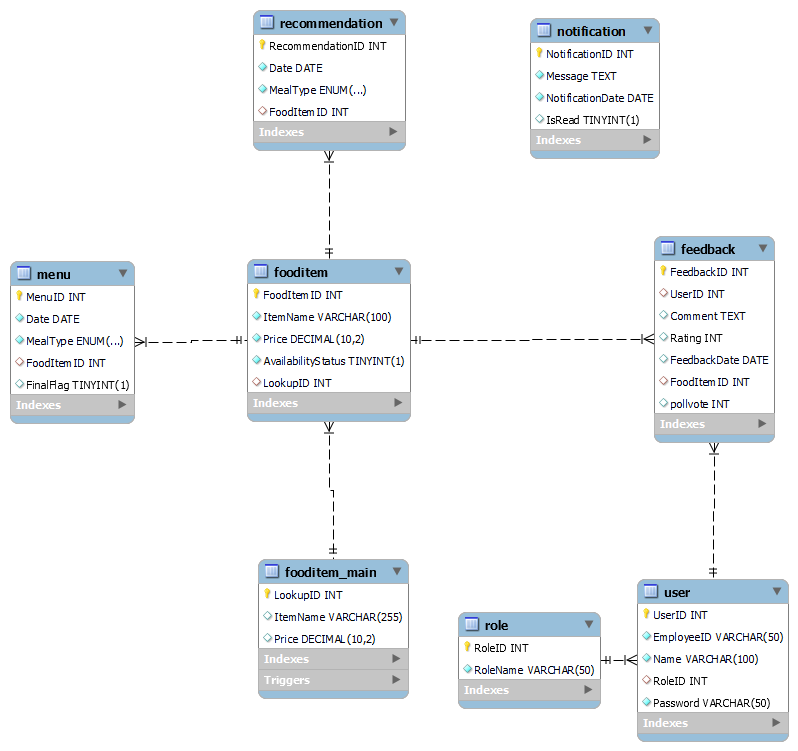 recommendation
RecommendationID INT
Date DATE
MealType ENUM(...)
FoodItemID INT
Indexes
notification
NotificationID INT
Message TEXT
NotificationDate DATE
IsRead TINYINT(1)
Indexes
menu
MenuID INT
Date DATE
MealType ENUM(...)
FoodItemID INT
FinalFlag TINYINT(1)
Indexes
fooditem
FoodItemID INT
ItemName VARCHAR(100)
Price DECIMAL(10,2)
AvailabilityStatus TINYINT(1)
LookupID INT
Indexes
feedback
FeedbackID INT
UserID INT
Comment TEXT
Rating INT
FeedbackDate DATE
FoodItemID INT
pollvote INT
Indexes
fooditem_main
LookupID INT
ItemName VARCHAR(255)
Price DECIMAL(10,2)
Indexes
Triggers
role
RoleID INT
RoleName VARCHAR(50)
Indexes
user
UserID INT
EmployeeID VARCHAR(50)
Name VARCHAR(100)
RoleID INT
Password VARCHAR(50)
Indexes